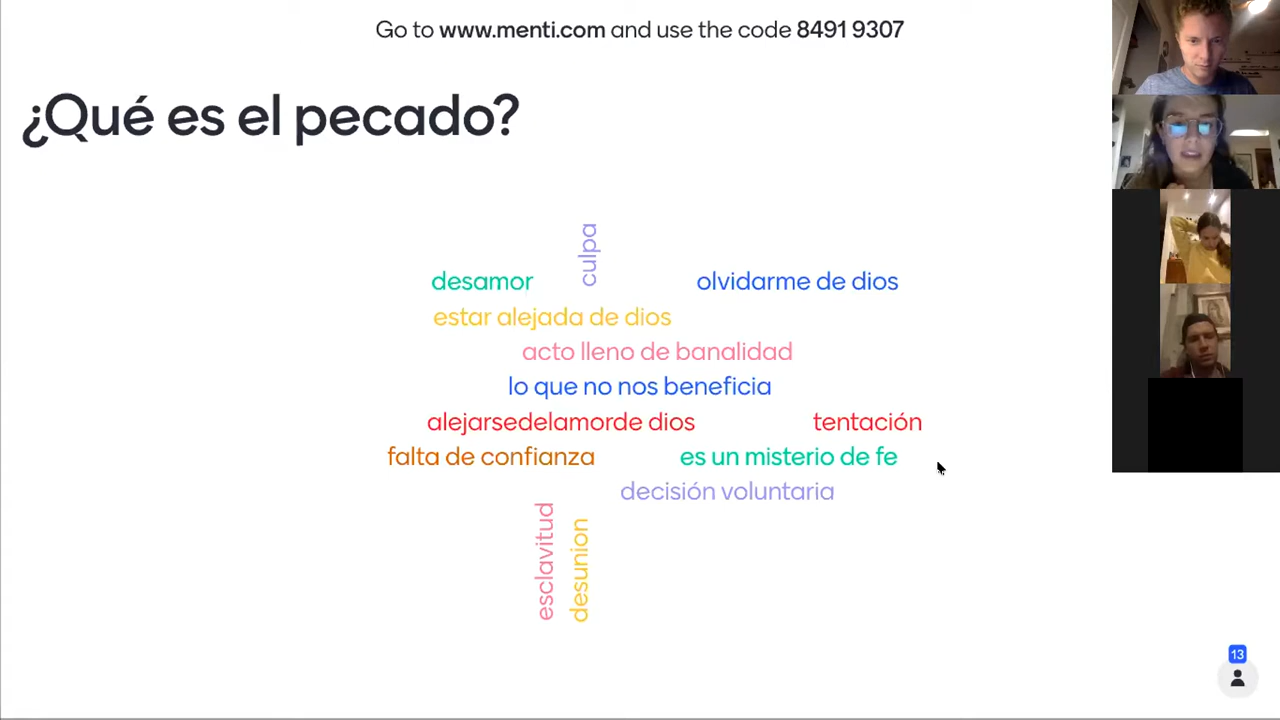 Go to www.menti.com and use the code 8491 9307
¿Qué es el pecado?
culpa
desamor
olvidarme de dios
estar alejada de dios
acto lleno de banalidad
lo que no nos beneficia
alejarsedelamorde dios
tentación
falta de confianza
es un misterio de fe
decisión voluntaria
esclavitud
desunion
13